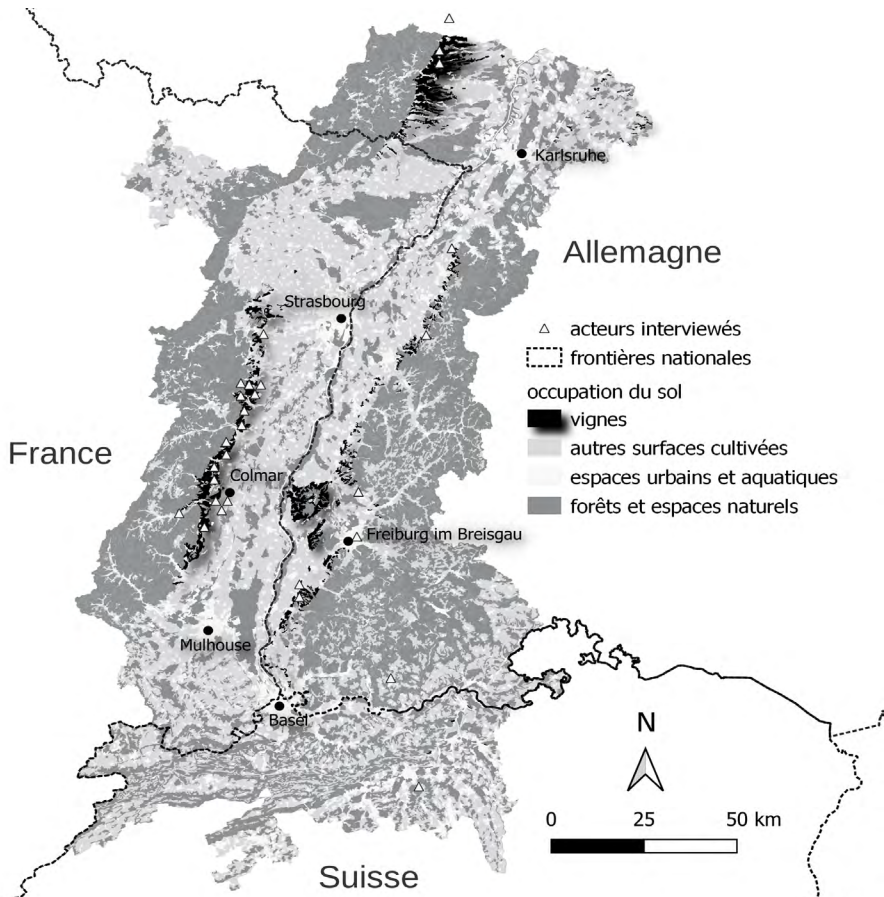 Karlsruhe
Allemagne
Strasbourg
acteurs interviewés
frontières nationales
occupation du sol
vignes
France
autres surfaces cultivées
Colmar
espaces urbains et aquatiques
forêts et espaces naturels
Freiburg im Breisgau
Mulhouse
Basel
N
0 25 50 km
Suisse